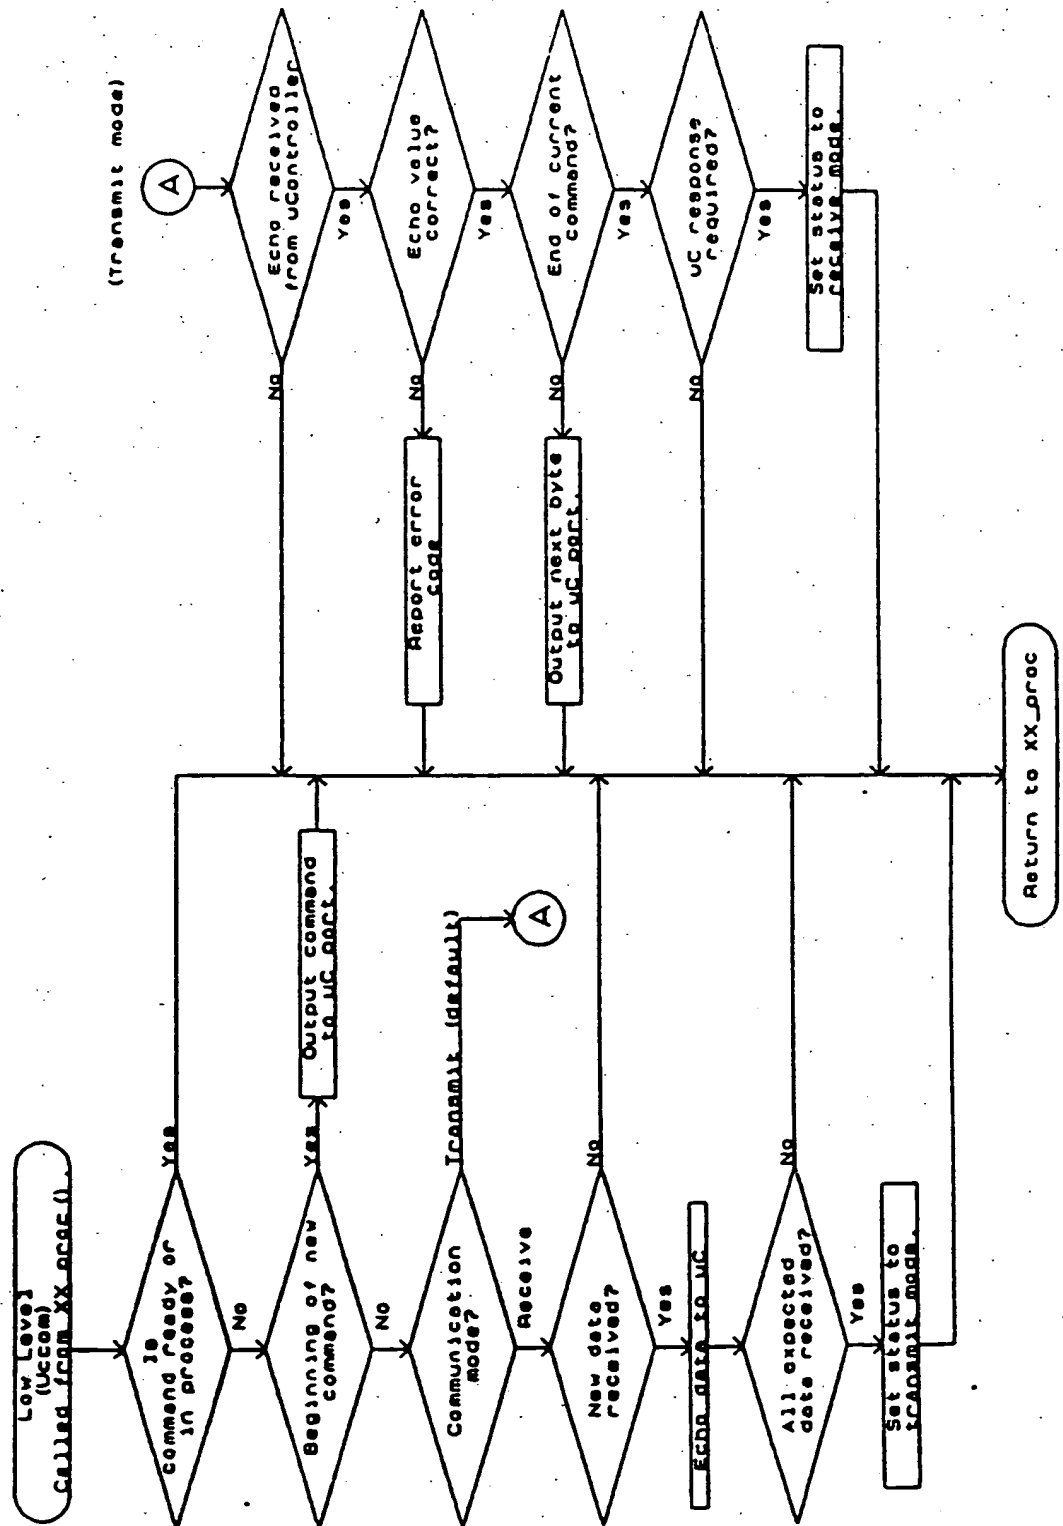 Low Level
(Uccom)
Called from XX_proc().
Is
command ready or
in process?
Yes
No
Beginning of new
command?
Yes
No
Output command
to uC port.
Communication
mode?
Transmit (default)
Receive
A
New data
received?
No
Yes
Echo data to uC
All expected
data received?
No
Yes
Set status to
transmit mode.
(Transmit mode)
A
Echo received
from uController
No
Yes
Echo value
correct?
No
Yes
Report error
code
End of current
command?
No
Yes
Output next byte
to uC port.
uC response
required?
No
Yes
Set status to
receive mode.
Return to XX_proc